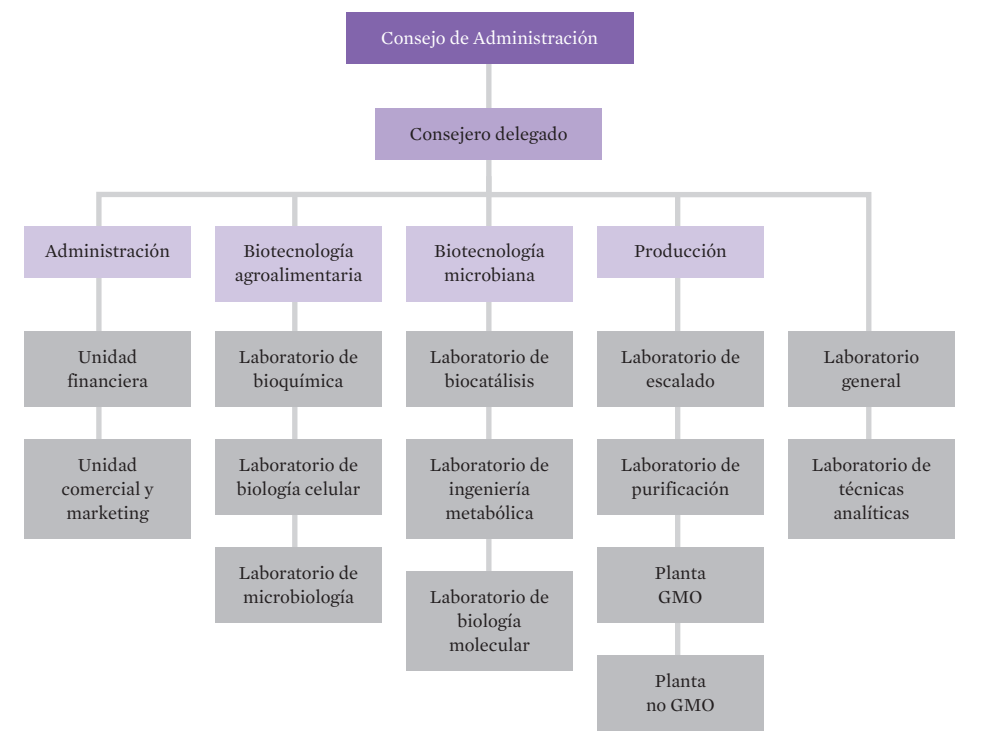 Consejo de Administración
Consejero delegado
Administración
Biotecnología
agroalimentaria
Biotecnología
microbiana
Producción
Unidad
financiera
Laboratorio de
bioquímica
Laboratorio de
biocatálisis
Laboratorio de
escalado
Laboratorio
general
Unidad
comercial y
marketing
Laboratorio de
biología celular
Laboratorio de
ingeniería
metabólica
Laboratorio de
purificación
Laboratorio de
técnicas
analíticas
Laboratorio de
microbiología
Laboratorio de
biología
molecular
Planta
GMO
Planta
no GMO